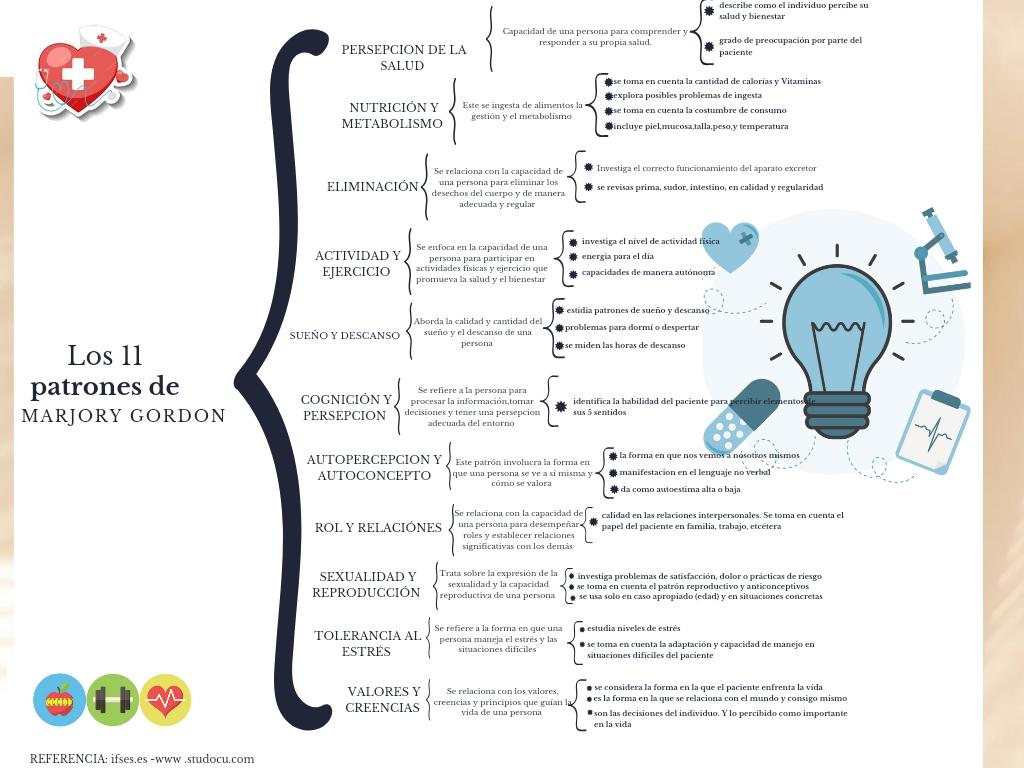 Los 11
patrones de
MARJORY GORDON
PERSEPCION DE LA
SALUD
Capacidad de una persona para comprender y
responder a su propia salud.
describe como el individuo percibe su
salud y bienestar
grado de preocupación por parte del
paciente
NUTRICIÓN Y
METABOLISMO
Este se ingesta de alimentos la
gestión y el metabolismo
se toma en cuenta la cantidad de calorías y Vitaminas
explora posibles problemas de ingesta
se toma en cuenta la costumbre de consumo
incluye piel,mucosa,talla,peso,y temperatura
ELIMINACIÓN
Se relaciona con la capacidad de
una persona para eliminar los
desechos del cuerpo y de manera
adecuada y regular
Investiga el correcto funcionamiento del aparato excretor
se revisas prima, sudor, intestino, en calidad y regularidad
ACTIVIDAD Y
EJERCICIO
Se enfoca en la capacidad de una
persona para participar en
actividades físicas y ejercicio que
promueva la salud y el bienestar
investiga el nivel de actividad física
energia para el día
capacidades de manera autónoma
SUEÑO Y DESCANSO
Aborda la calidad y cantidad del
sueño y el descanso de una
persona
estidia patrones de sueño y descanso
problemas para dormí o despertar
se miden las horas de descanso
COGNICIÓN Y
PERSEPCION
Se refiere a la persona para
procesar la información,tomar
decisiones y tener una persepcion
adecuada del entorno
identifica la habilidad del paciente para percibir elementos de
sus 5 sentidos
AUTOPERCEPCION Y
AUTOCONCEPTO
Este patrón involucra la forma en
que una persona se ve a sí misma y
cómo se valora
la forma en que nos vemos a nosotros mismos
manifestacion en el lenguaje no verbal
da como autoestima alta o baja
ROL Y RELACIÓNES
Se relaciona con la capacidad de
una persona para desempeñar
roles y establecer relaciones
significativas con los demás
calidad en las relaciones interpersonales. Se toma en cuenta el
papel del paciente en familia, trabajo, etcétera
SEXUALIDAD Y
REPRODUCCIÓN
Trata sobre la expresión de la
sexualidad y la capacidad
reproductiva de una persona
investiga problemas de satisfacción, dolor o prácticas de riesgo
se toma en cuenta el patrón reproductivo y anticonceptivos
se usa solo en caso apropiado (edad) y en situaciones concretas
TOLERANCIA AL
ESTRÉS
Se refiere a la forma en que una
persona maneja el estrés y las
situaciones difíciles
estudia niveles de estrés
se toma en cuenta la adaptación y capacidad de manejo en
situaciones difíciles del paciente
VALORES Y
CREENCIAS
Se relaciona con los valores,
creencias y principios que guían la
vida de una persona
se considera la forma en la que el paciente enfrenta la vida
es la forma en la que se relaciona con el mundo y consigo mismo
son las decisiones del individuo. Y lo percibido como importante
en la vida
REFERENCIA: ifses.es -www .studocu.com